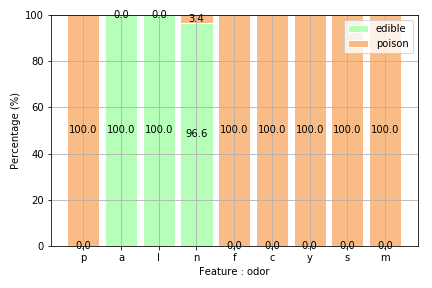 Percentage (%)
100
80
60
40
20
0
0.0 0.0 3.4
100.0 100.0 100.0 96.6 100.0 100.0 100.0 100.0 100.0
0.0 0.0 0.0 0.0 0.0 0.0
edible
poison
p a l n f c y s m
Feature : odor